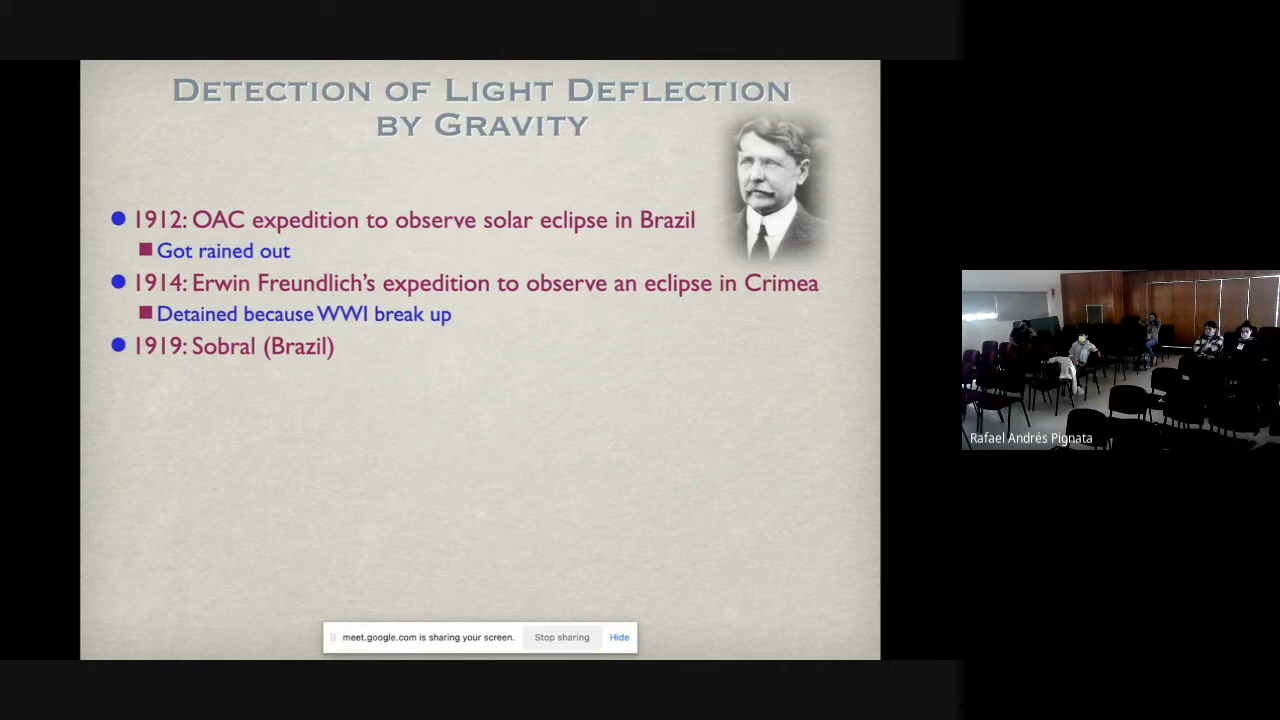 Detection of Light Deflection
by Gravity
1912: OAC expedition to observe solar eclipse in Brazil
Got rained out
1914: Erwin Freundlich's expedition to observe an eclipse in Crimea
Detained because WWI break up
1919: Sobral (Brazil)
meet.google.com is sharing your screen. Stop sharing Hide
Rafael Andrés Pignata